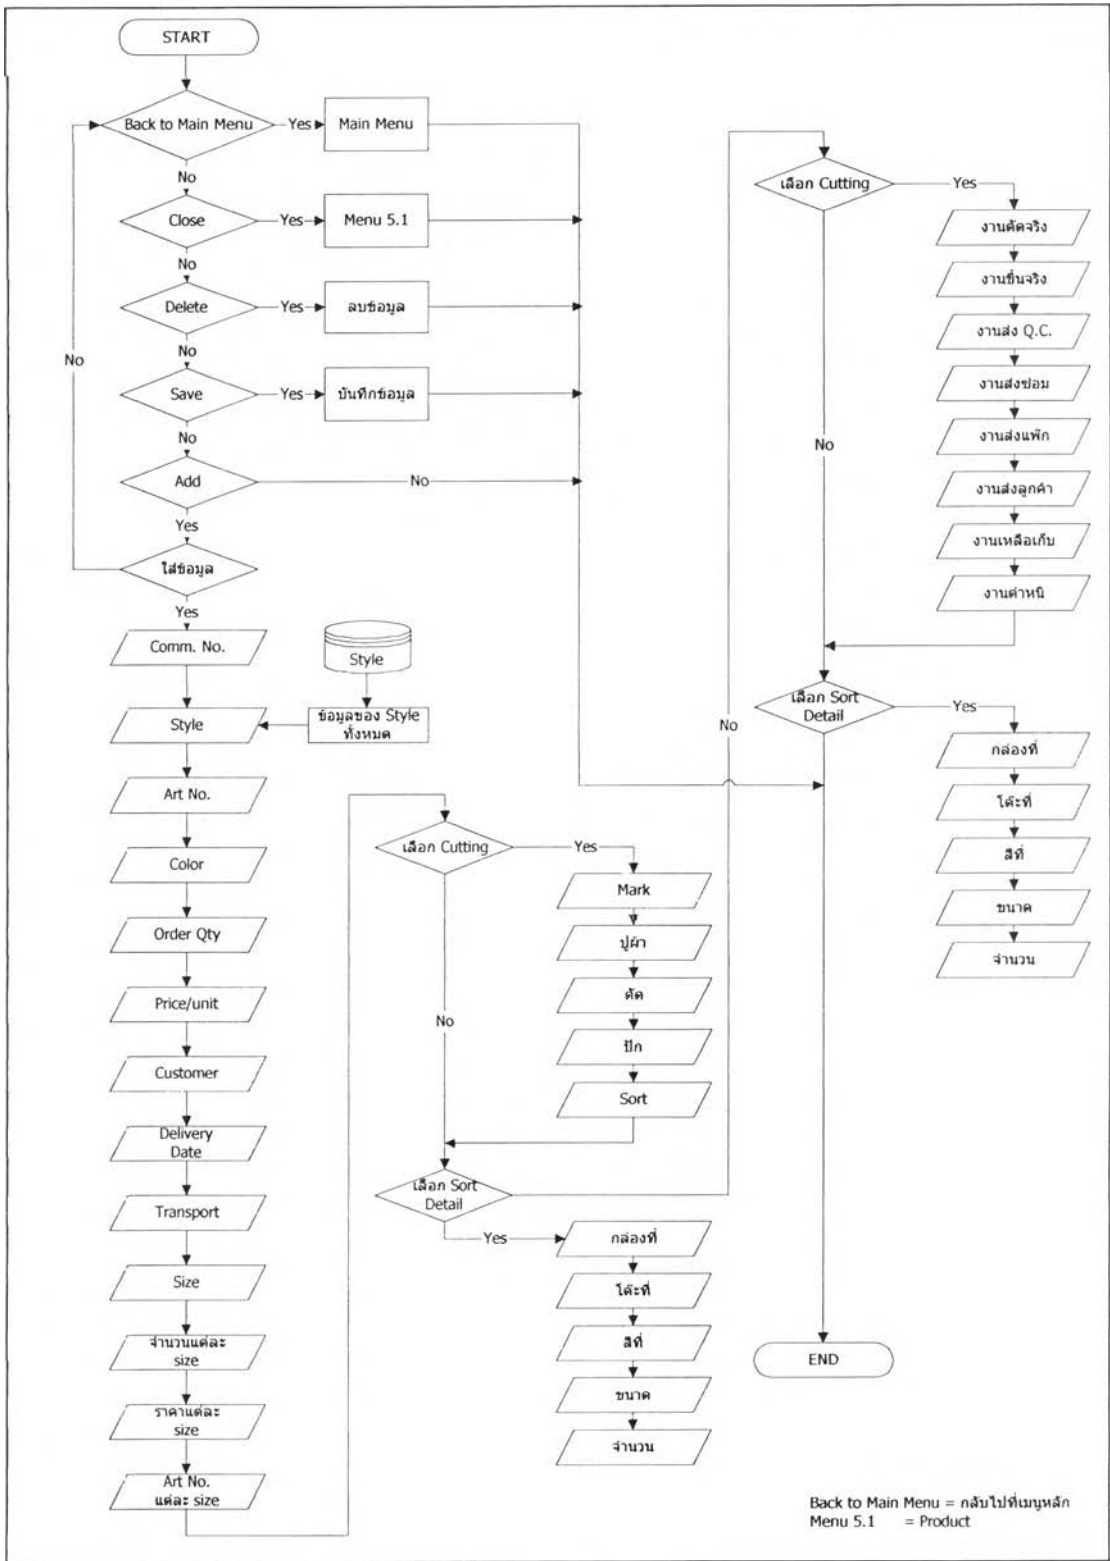 START
Back to Main Menu
Yes
Main Menu
No
Close
Yes
Menu 5.1
No
Delete
Yes
ลบข้อมูล
No
No
Save
Yes
บันทึกข้อมูล
No
Add
No
Yes
ใส่ข้อมูล
Yes
Comm. No.
Style
Style
ข้อมูลของ Style
ทั้งหมด
Art No.
Color
Order Qty
Price/unit
Customer
Delivery
Date
Transport
Size
จำนวนแต่ละ
size
ราคาแต่ละ
size
Art No.
แต่ละ size
เลือก Cutting
Yes
Mark
ปูผ้า
ตัด
ปัก
Sort
No
เลือก Sort
Detail
Yes
กล่องที่
โต๊ะที่
สีที่
ขนาด
จำนวน
No
เลือก Cutting
Yes
งานตัดจริง
งานขึ้นจริง
งานส่ง Q.C.
งานส่งซ่อม
งานส่งแพ๊ก
งานส่งลูกค้า
งานเหลือเก็บ
งานตำหนิ
No
เลือก Sort
Detail
Yes
กล่องที่
โต๊ะที่
สีที่
ขนาด
จำนวน
END
Back to Main Menu = กลับไปที่เมนูหลัก
Menu 5.1 = Product